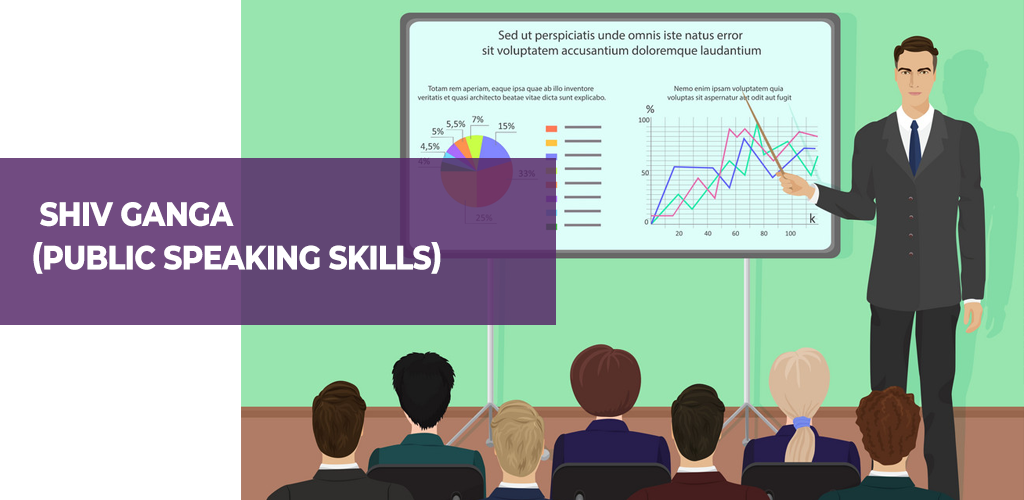 Sed ut perspiciatis unde omnis iste natus error
sit voluptatem accusantium doloremque laudantium
Totam rem aperiam, eaque ipsa quae ab illo inventore
veritatis et quasi architecto beatae vitae dicta sunt explicabo.
Nemo enim ipsam voluptatem quia
voluptas sit aspernatur aut odit aut fugit
4%
4,5%
5%
5,5%
7%
15%
33%
25%
%
100
50
0
20
40
60
80
100
k
SHIV GANGA
(PUBLIC SPEAKING SKILLS)